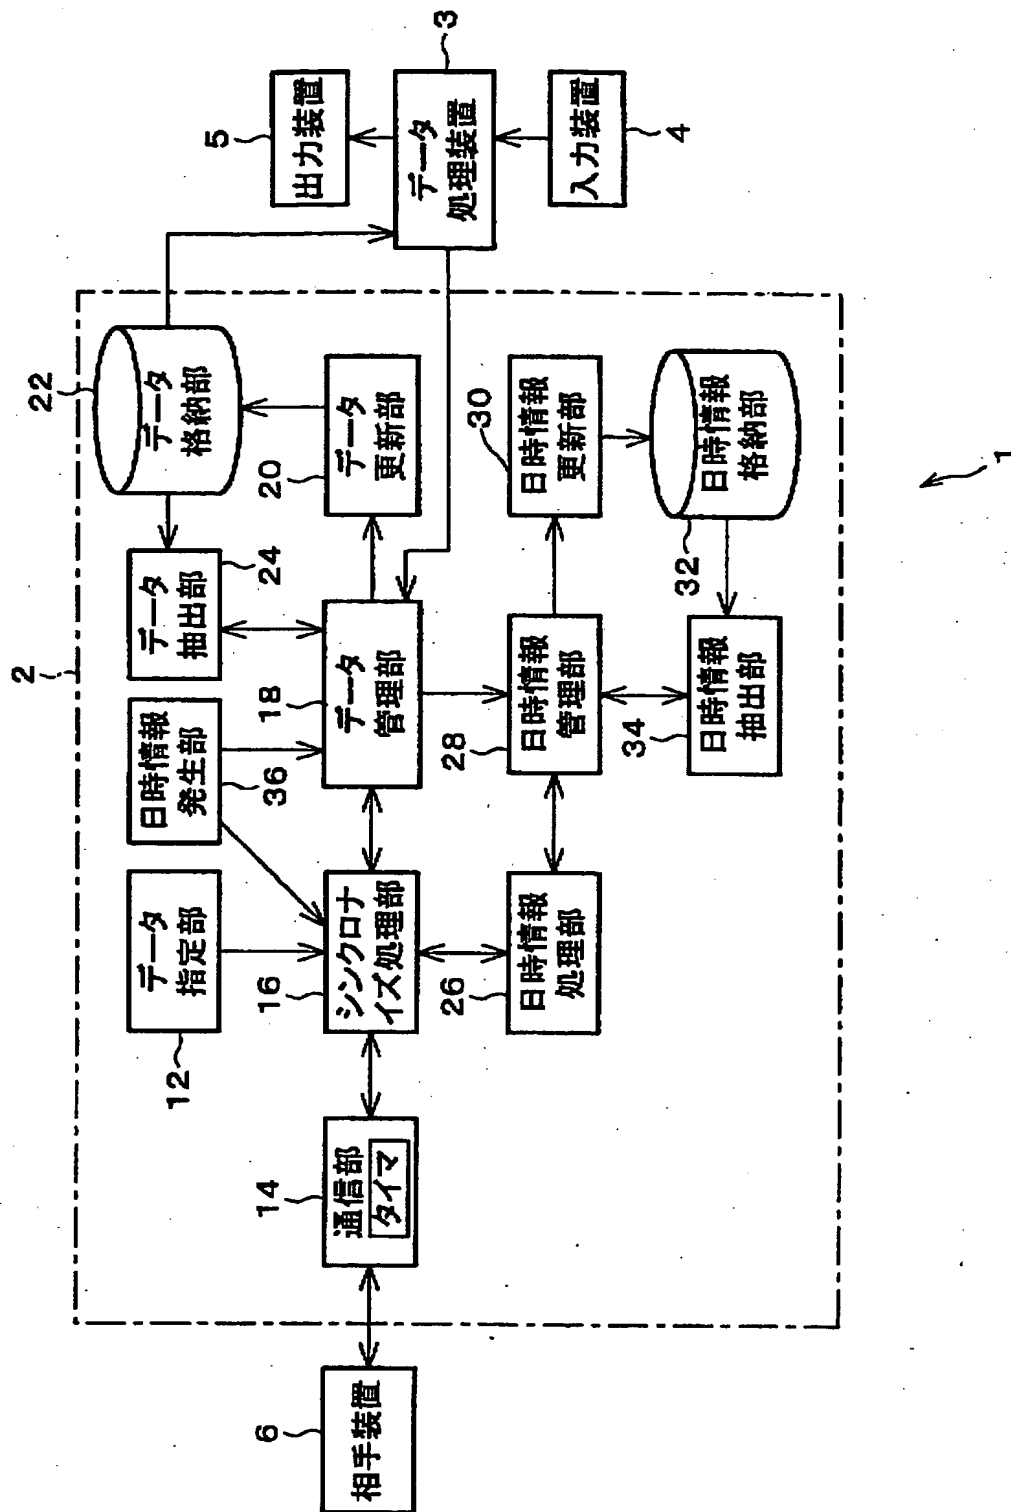 1
2
3
データ
処理装置
4
入力装置
5
出力装置
6
相手装置
12
データ
指定部
14
通信部
タイマ
16
シンクロナ
イズ処理部
18
データ
管理部
20
データ
更新部
22
データ
格納部
24
データ
抽出部
26
日時情報
処理部
28
日時情報
管理部
30
日時情報
更新部
32
日時情報
格納部
34
日時情報
抽出部
36
日時情報
発生部